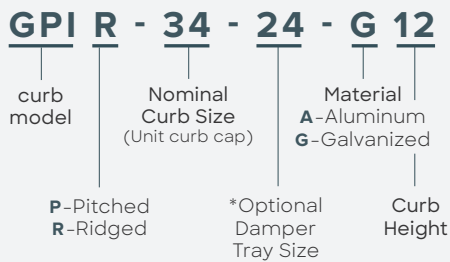 GPI R - 34 - 24 - G 12
curb
model
Nominal
Curb Size
(Unit curb cap)
Material
A-Aluminum
G-Galvanized
P-Pitched
R-Ridged
*Optional
Damper
Tray Size
Curb
Height